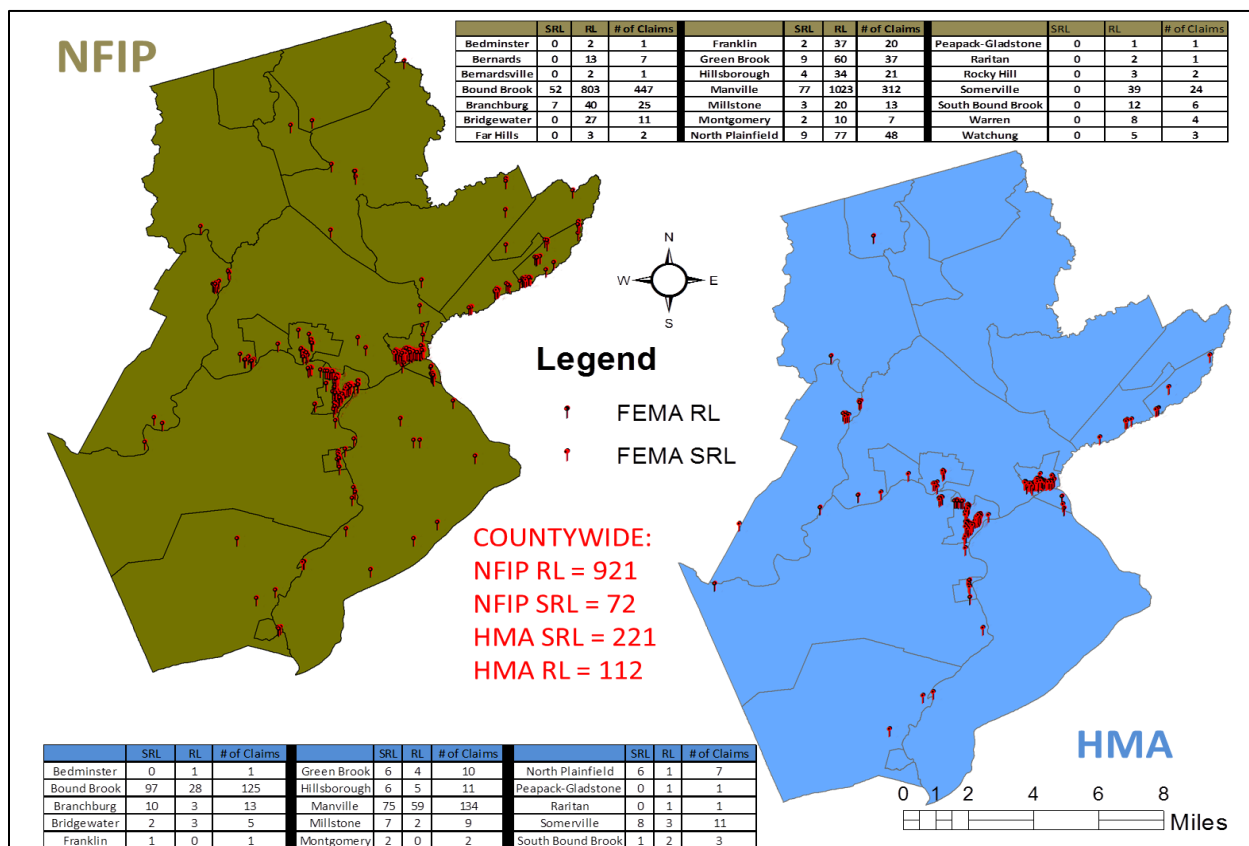 NFIP
SRL RL # of Claims SRL RL # of Claims SRL RL # of Claims
Bedminster 0 2 1 Franklin 2 37 20 Peapack-Gladstone 0 1 1
Bernards 0 13 7 Green Brook 9 60 37 Raritan 0 2 1
Bernardsville 0 2 1 Hillsborough 4 34 21 Rocky Hill 0 3 2
Bound Brook 52 803 447 Manville 77 1023 312 Somerville 0 39 24
Branchburg 7 40 25 Millstone 3 20 13 South Bound Brook 0 12 6
Bridgewater 0 27 11 Montgomery 2 10 7 Warren 0 8 4
Far Hills 0 3 2 North Plainfield 9 77 48 Watchung 0 5 3
N
W E
S
Legend
FEMA RL
FEMA SRL
COUNTYWIDE:
NFIP RL = 921
NFIP SRL = 72
HMA SRL = 221
HMA RL = 112
HMA
SRL RL # of Claims SRL RL # of Claims SRL RL # of Claims
Bedminster 0 1 1 Green Brook 6 4 10 North Plainfield 6 1 7
Bound Brook 97 28 125 Hillsborough 6 5 11 Peapack-Gladstone 0 1 1
Branchburg 10 3 13 Manville 75 59 134 Raritan 0 1 1
Bridgewater 2 3 5 Millstone 7 2 9 Somerville 8 3 11
Franklin 1 0 1 Montgomery 2 0 2 South Bound Brook 1 2 3
0 1 2 4 6 8
Miles